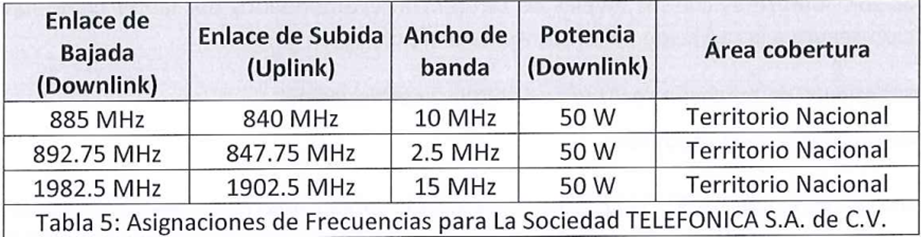 Enlace de Bajada (Downlink) Enlace de Subida (Uplink) Ancho de banda Potencia (Downlink) Área cobertura
885 MHz 840 MHz 10 MHz 50 W Territorio Nacional
892.75 MHz 847.75 MHz 2.5 MHz 50 W Territorio Nacional
1982.5 MHz 1902.5 MHz 15 MHz 50 W Territorio Nacional
Tabla 5: Asignaciones de Frecuencias para La Sociedad TELEFONICA S.A. de C.V.